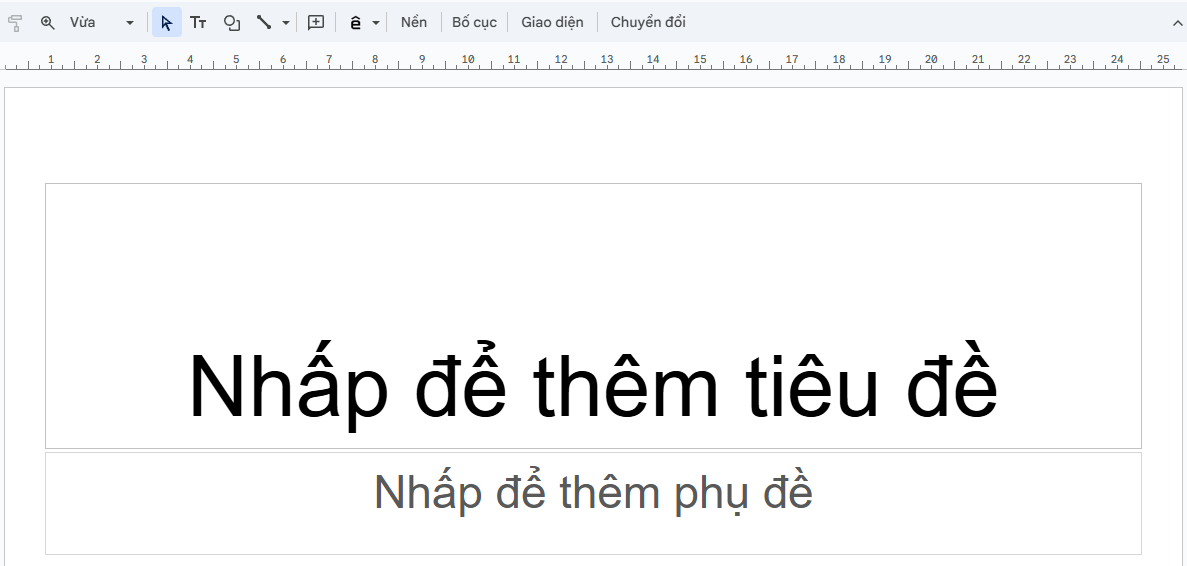 Vừa Tт ê Nền Bố cục Giao diện Chuyển đổi
1 2 3 4 5 6 7 8 9 10 11 12 13 14 15 16 17 18 19 20 21 22 23 24 25
Nhấp để thêm tiêu đề
Nhấp để thêm phụ đề